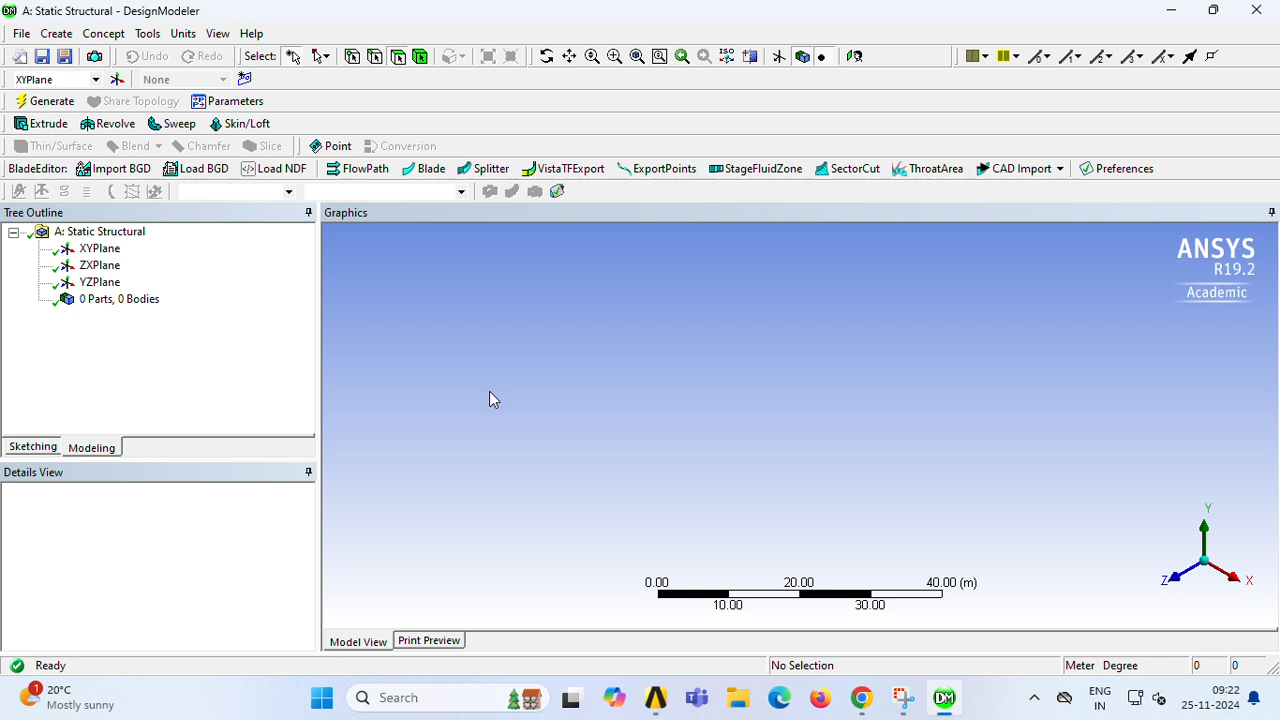 A: Static Structural - DesignModeler
File Create Concept Tools Units View Help
Undo Redo Select: ISO
XYPlane None
Generate Share Topology Parameters
Extrude Revolve Sweep Skin/Loft
Thin/Surface Blend Chamfer Slice Point Conversion
BladeEditor: Import BGD Load BGD Load NDF FlowPath Blade Splitter VistaTFExport ExportPoints StageFluidZone SectorCut ThroatArea CAD Import Preferences
Tree Outline
A: Static Structural
XYPlane
ZXPlane
YZPlane
0 Parts, 0 Bodies
Sketching Modeling
Details View
Graphics
ANSYS
R19.2
Academic
Y
Z X
0.00 20.00 40.00 (m)
10.00 30.00
Model View Print Preview
Ready No Selection Meter Degree 0 0
1 20°C
Mostly sunny
Search
DM
ENG
IN
09:22
25-11-2024